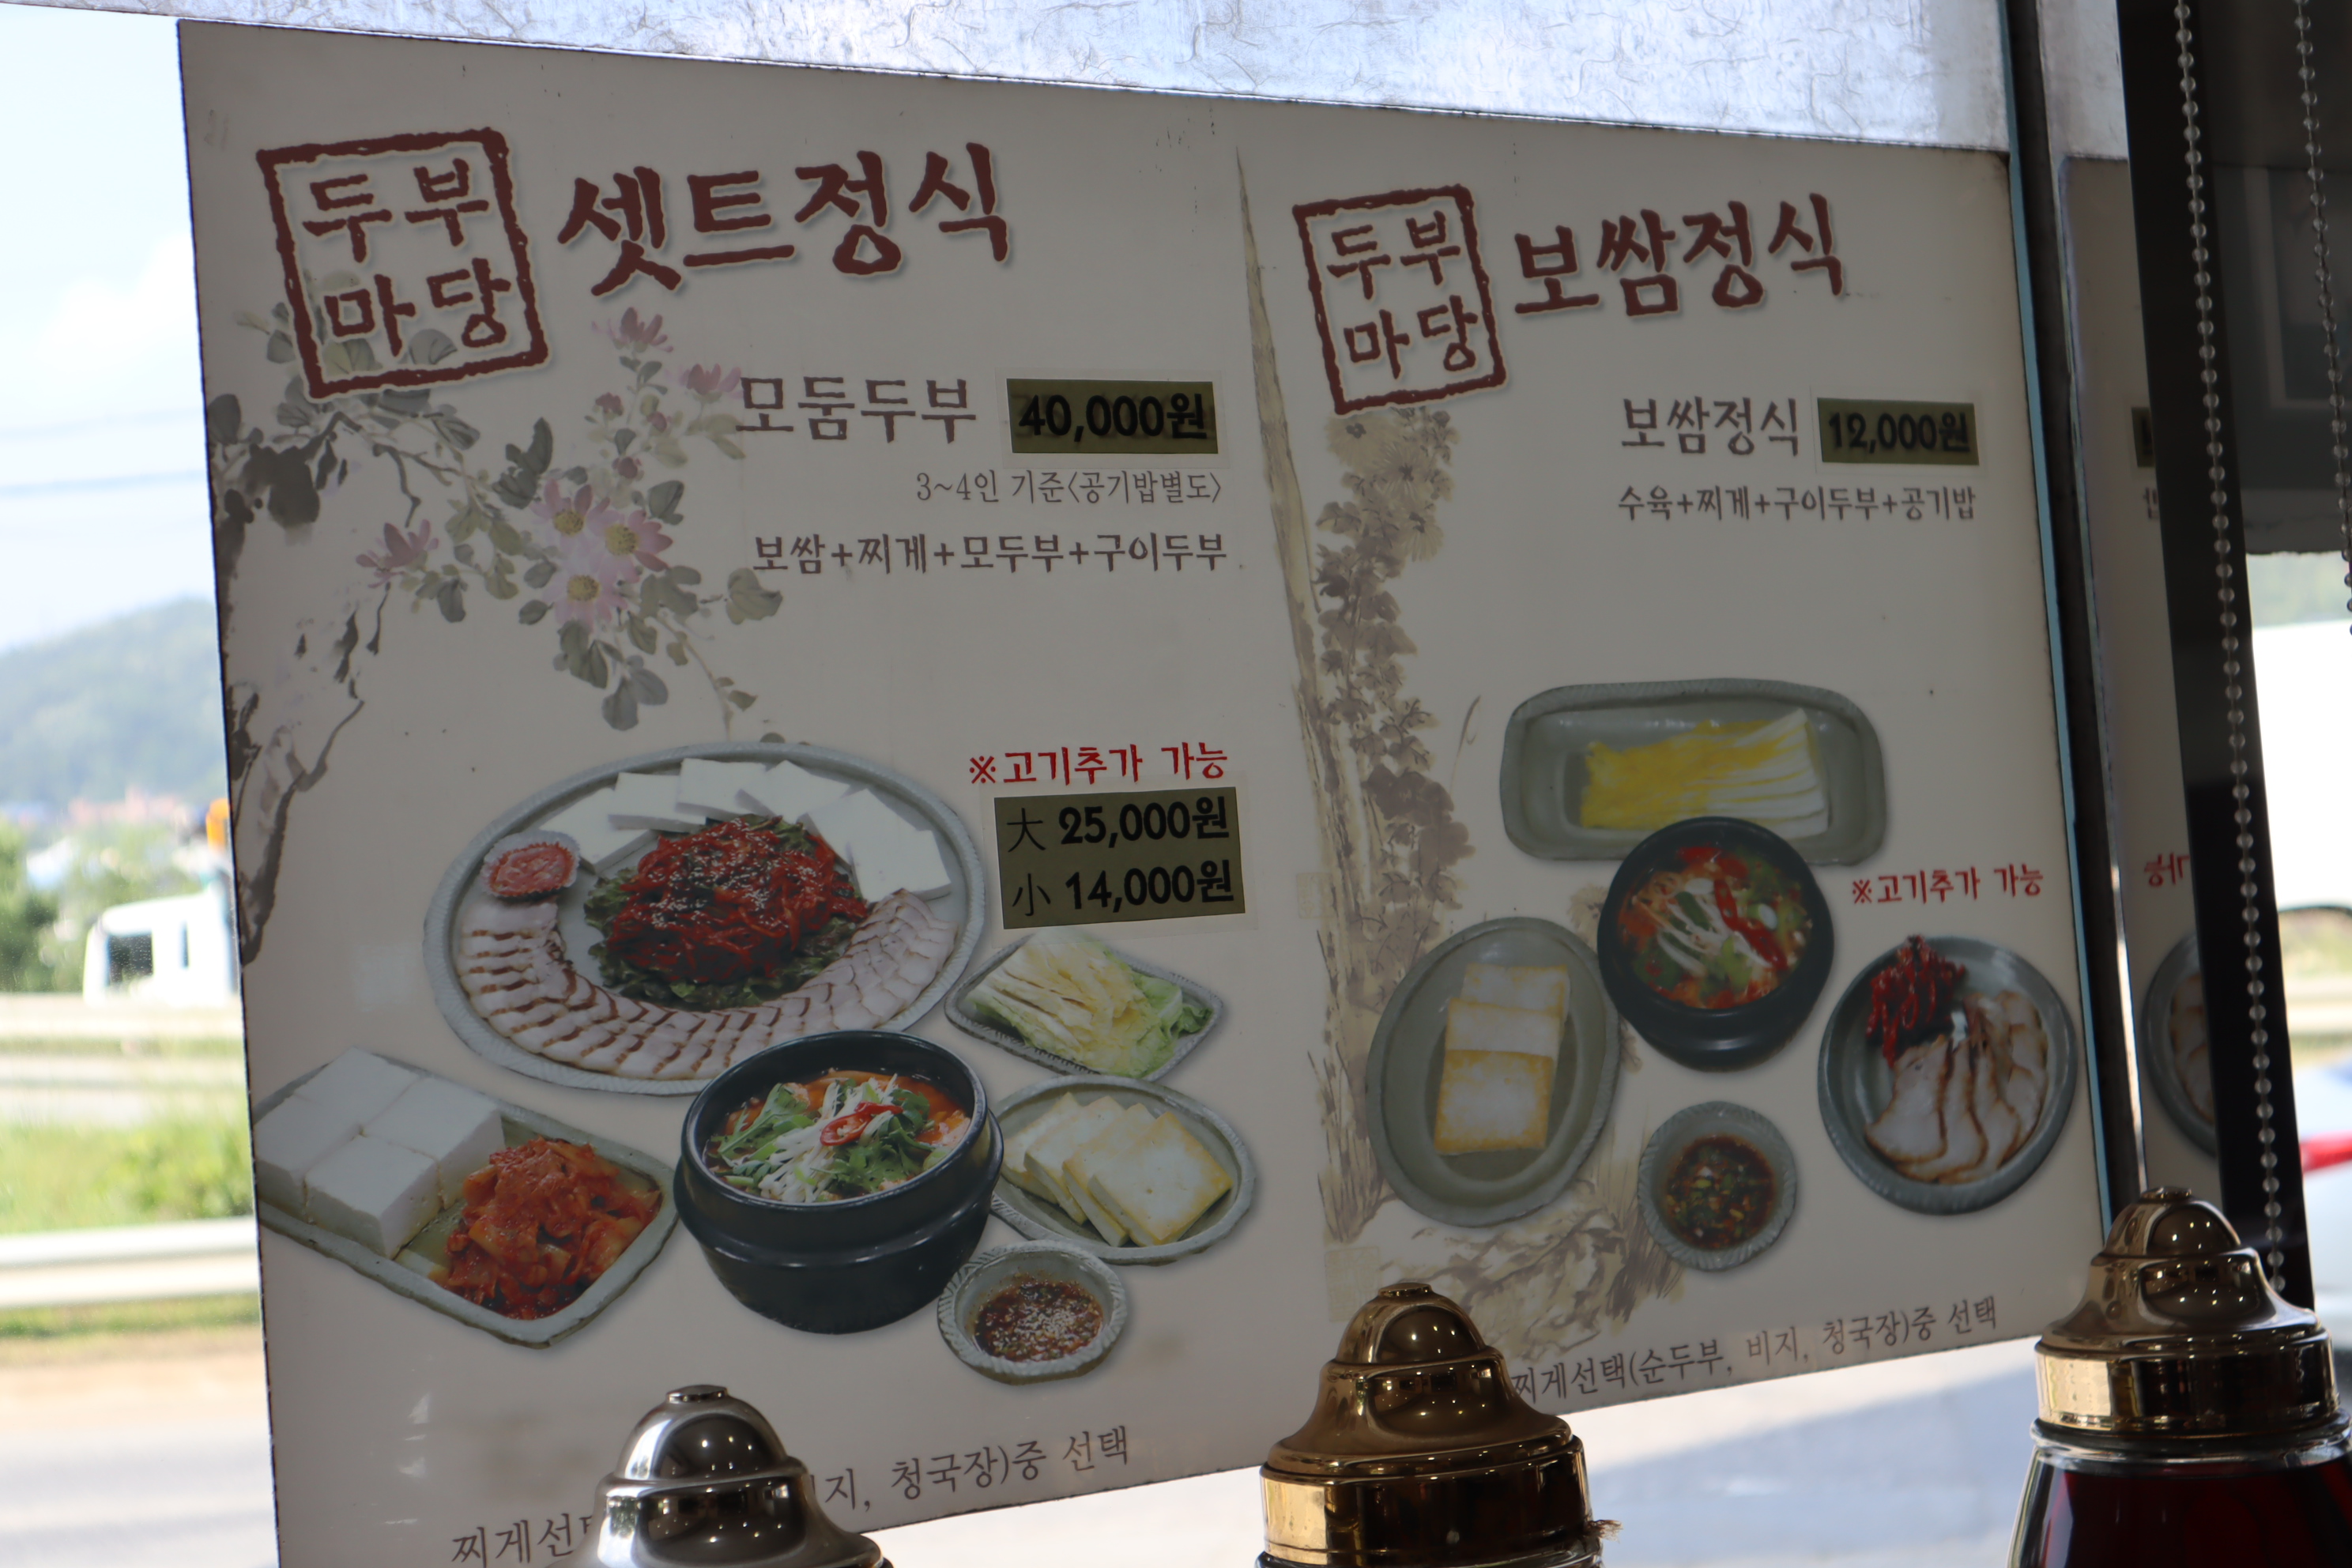 두부
마당
셋트정식
모둠두부 40,000원
3~4인 기준<공기밥별도>
보쌈+찌게+모두부+구이두부
※고기추가 가능
大 25,000원
小 14,000원
찌게선 지, 청국장)중 선택
두부
마당
보쌈정식
보쌈정식 12,000원
수육+찌게+구이두부+공기밥
※고기추가 가능
찌게선택(순두부, 비지, 청국장)중 선택